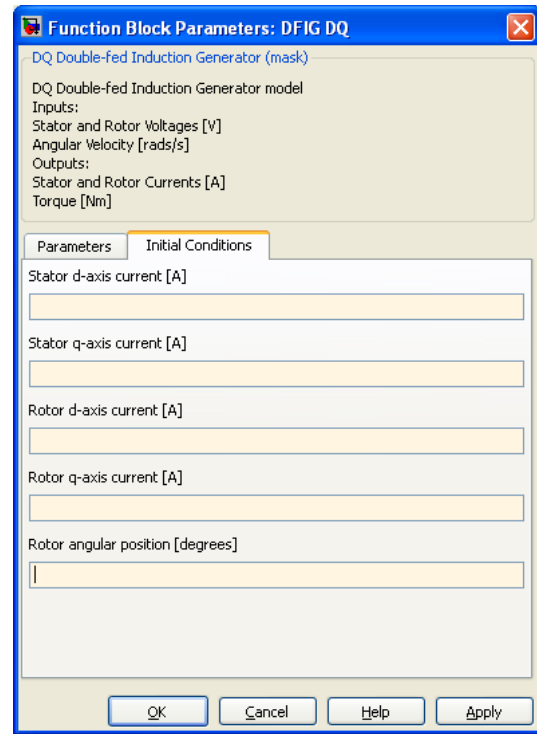 Function Block Parameters: DFIG DQ
DQ Double-fed Induction Generator (mask)
DQ Double-fed Induction Generator model
Inputs:
Stator and Rotor Voltages [V]
Angular Velocity [rads/s]
Outputs:
Stator and Rotor Currents [A]
Torque [Nm]
Parameters
Initial Conditions
Stator d-axis current [A]
Stator q-axis current [A]
Rotor d-axis current [A]
Rotor q-axis current [A]
Rotor angular position [degrees]
OK
Cancel
Help
Apply